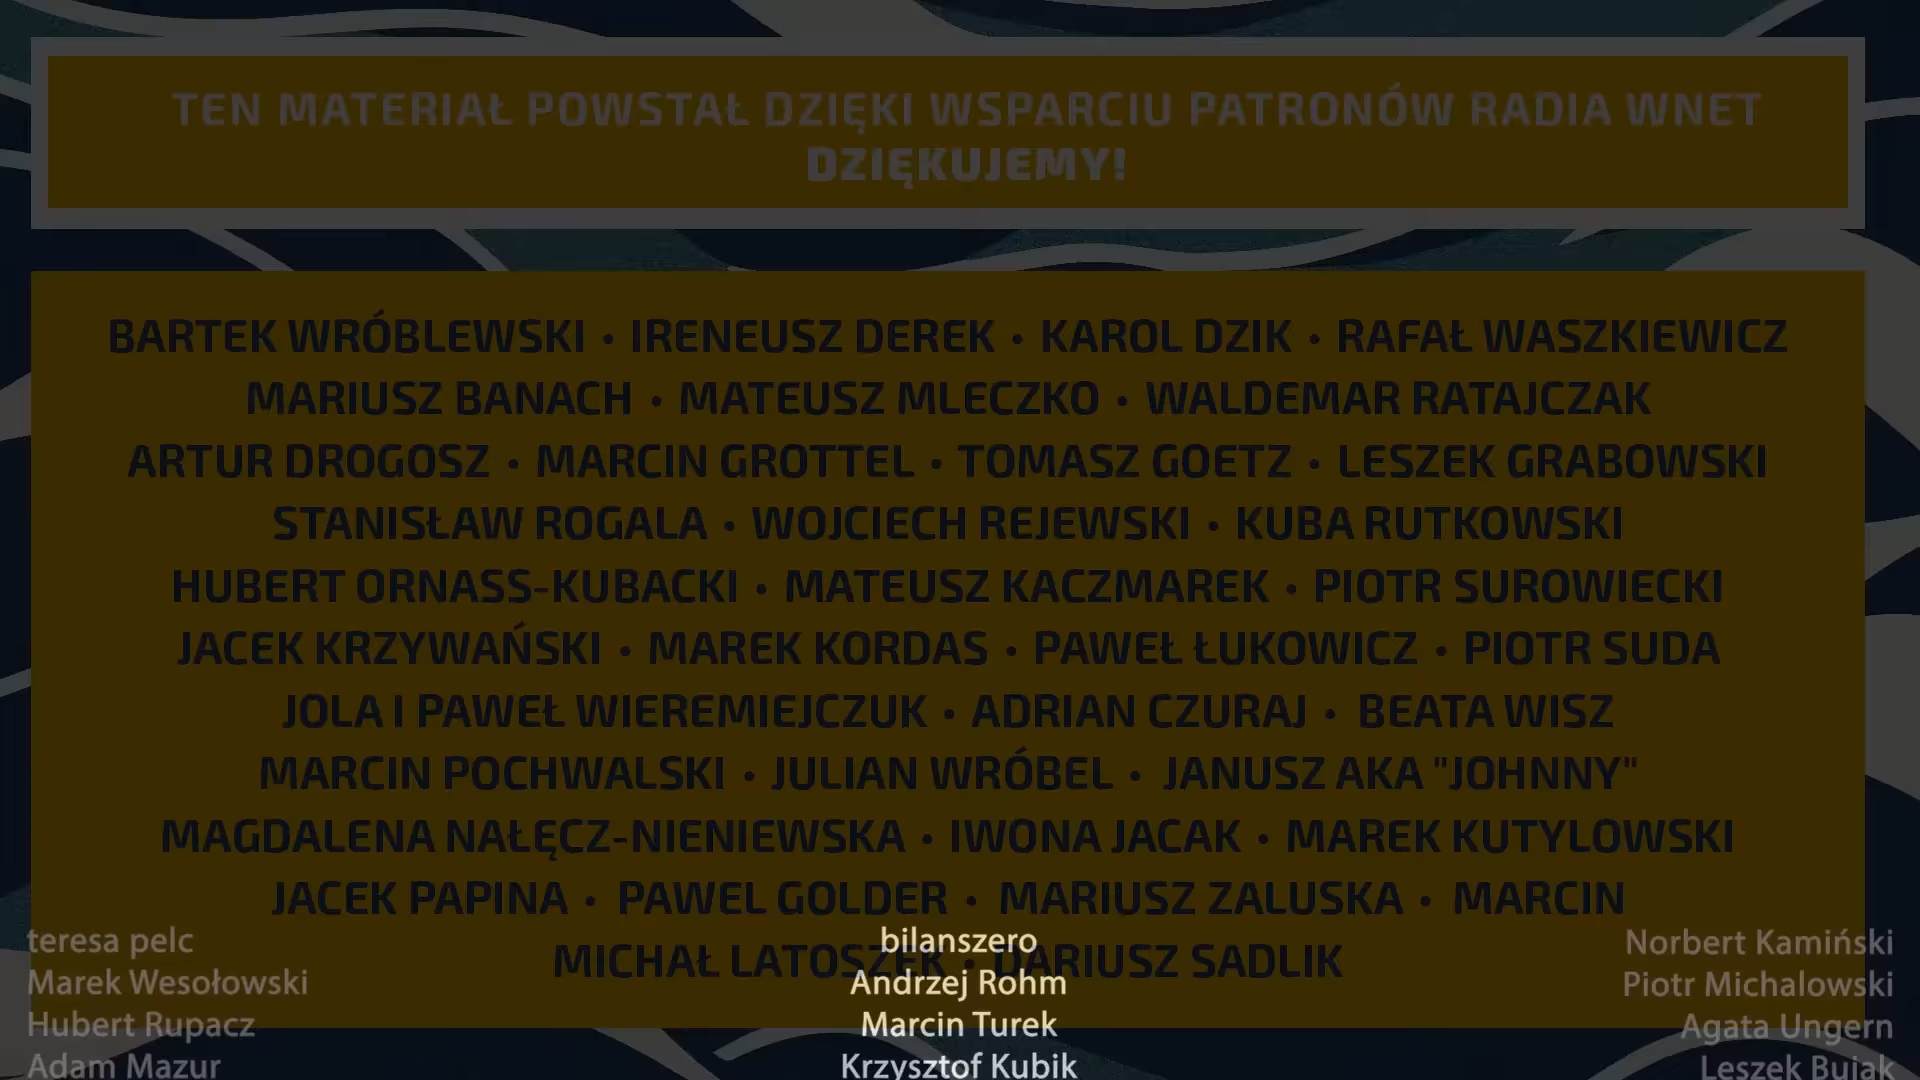 TEN MATERIAŁ POWSTAŁ DZIĘKI WSPARCIU PATRONÓW RADIA WNET
DZIĘKUJEMY!
BARTEK WRÓBLEWSKI • IRENEUSZ DEREK • KAROL DZIK • RAFAŁ WASZKIEWICZ
MARIUSZ BANACH • MATEUSZ MLECZKO • WALDEMAR RATAJCZAK
ARTUR DROGOSZ • MARCIN GROTTEL • TOMASZ GOETZ • LESZEK GRABOWSKI
STANISŁAW ROGALA • WOJCIECH REJEWSKI • KUBA RUTKOWSKI
HUBERT ORNASS-KUBACKI • MATEUSZ KACZMAREK • PIOTR SUROWIECKI
JACEK KRZYWAŃSKI • MAREK KORDAS • PAWEŁ ŁUKOWICZ • PIOTR SUDA
JOLA I PAWEŁ WIEREMIEJCZUK • ADRIAN CZURAJ • BEATA WISZ
MARCIN POCHWALSKI • JULIAN WRÓBEL • JANUSZ AKA "JOHNNY"
MAGDALENA NAŁĘCZ-NIENIEWSKA • IWONA JACAK • MAREK KUTYLOWSKI
JACEK PAPINA • PAWEL GOLDER • MARIUSZ ZALUSKA • MARCIN
MICHAŁ LATOSZEK • DARIUSZ SADLIK
teresa pelc
Marek Wesołowski
Hubert Rupacz
Adam Mazur
bilanszero
Andrzej Rohm
Marcin Turek
Krzysztof Kubik
Norbert Kamiński
Piotr Michalowski
Agata Ungern
Leszek Bujak